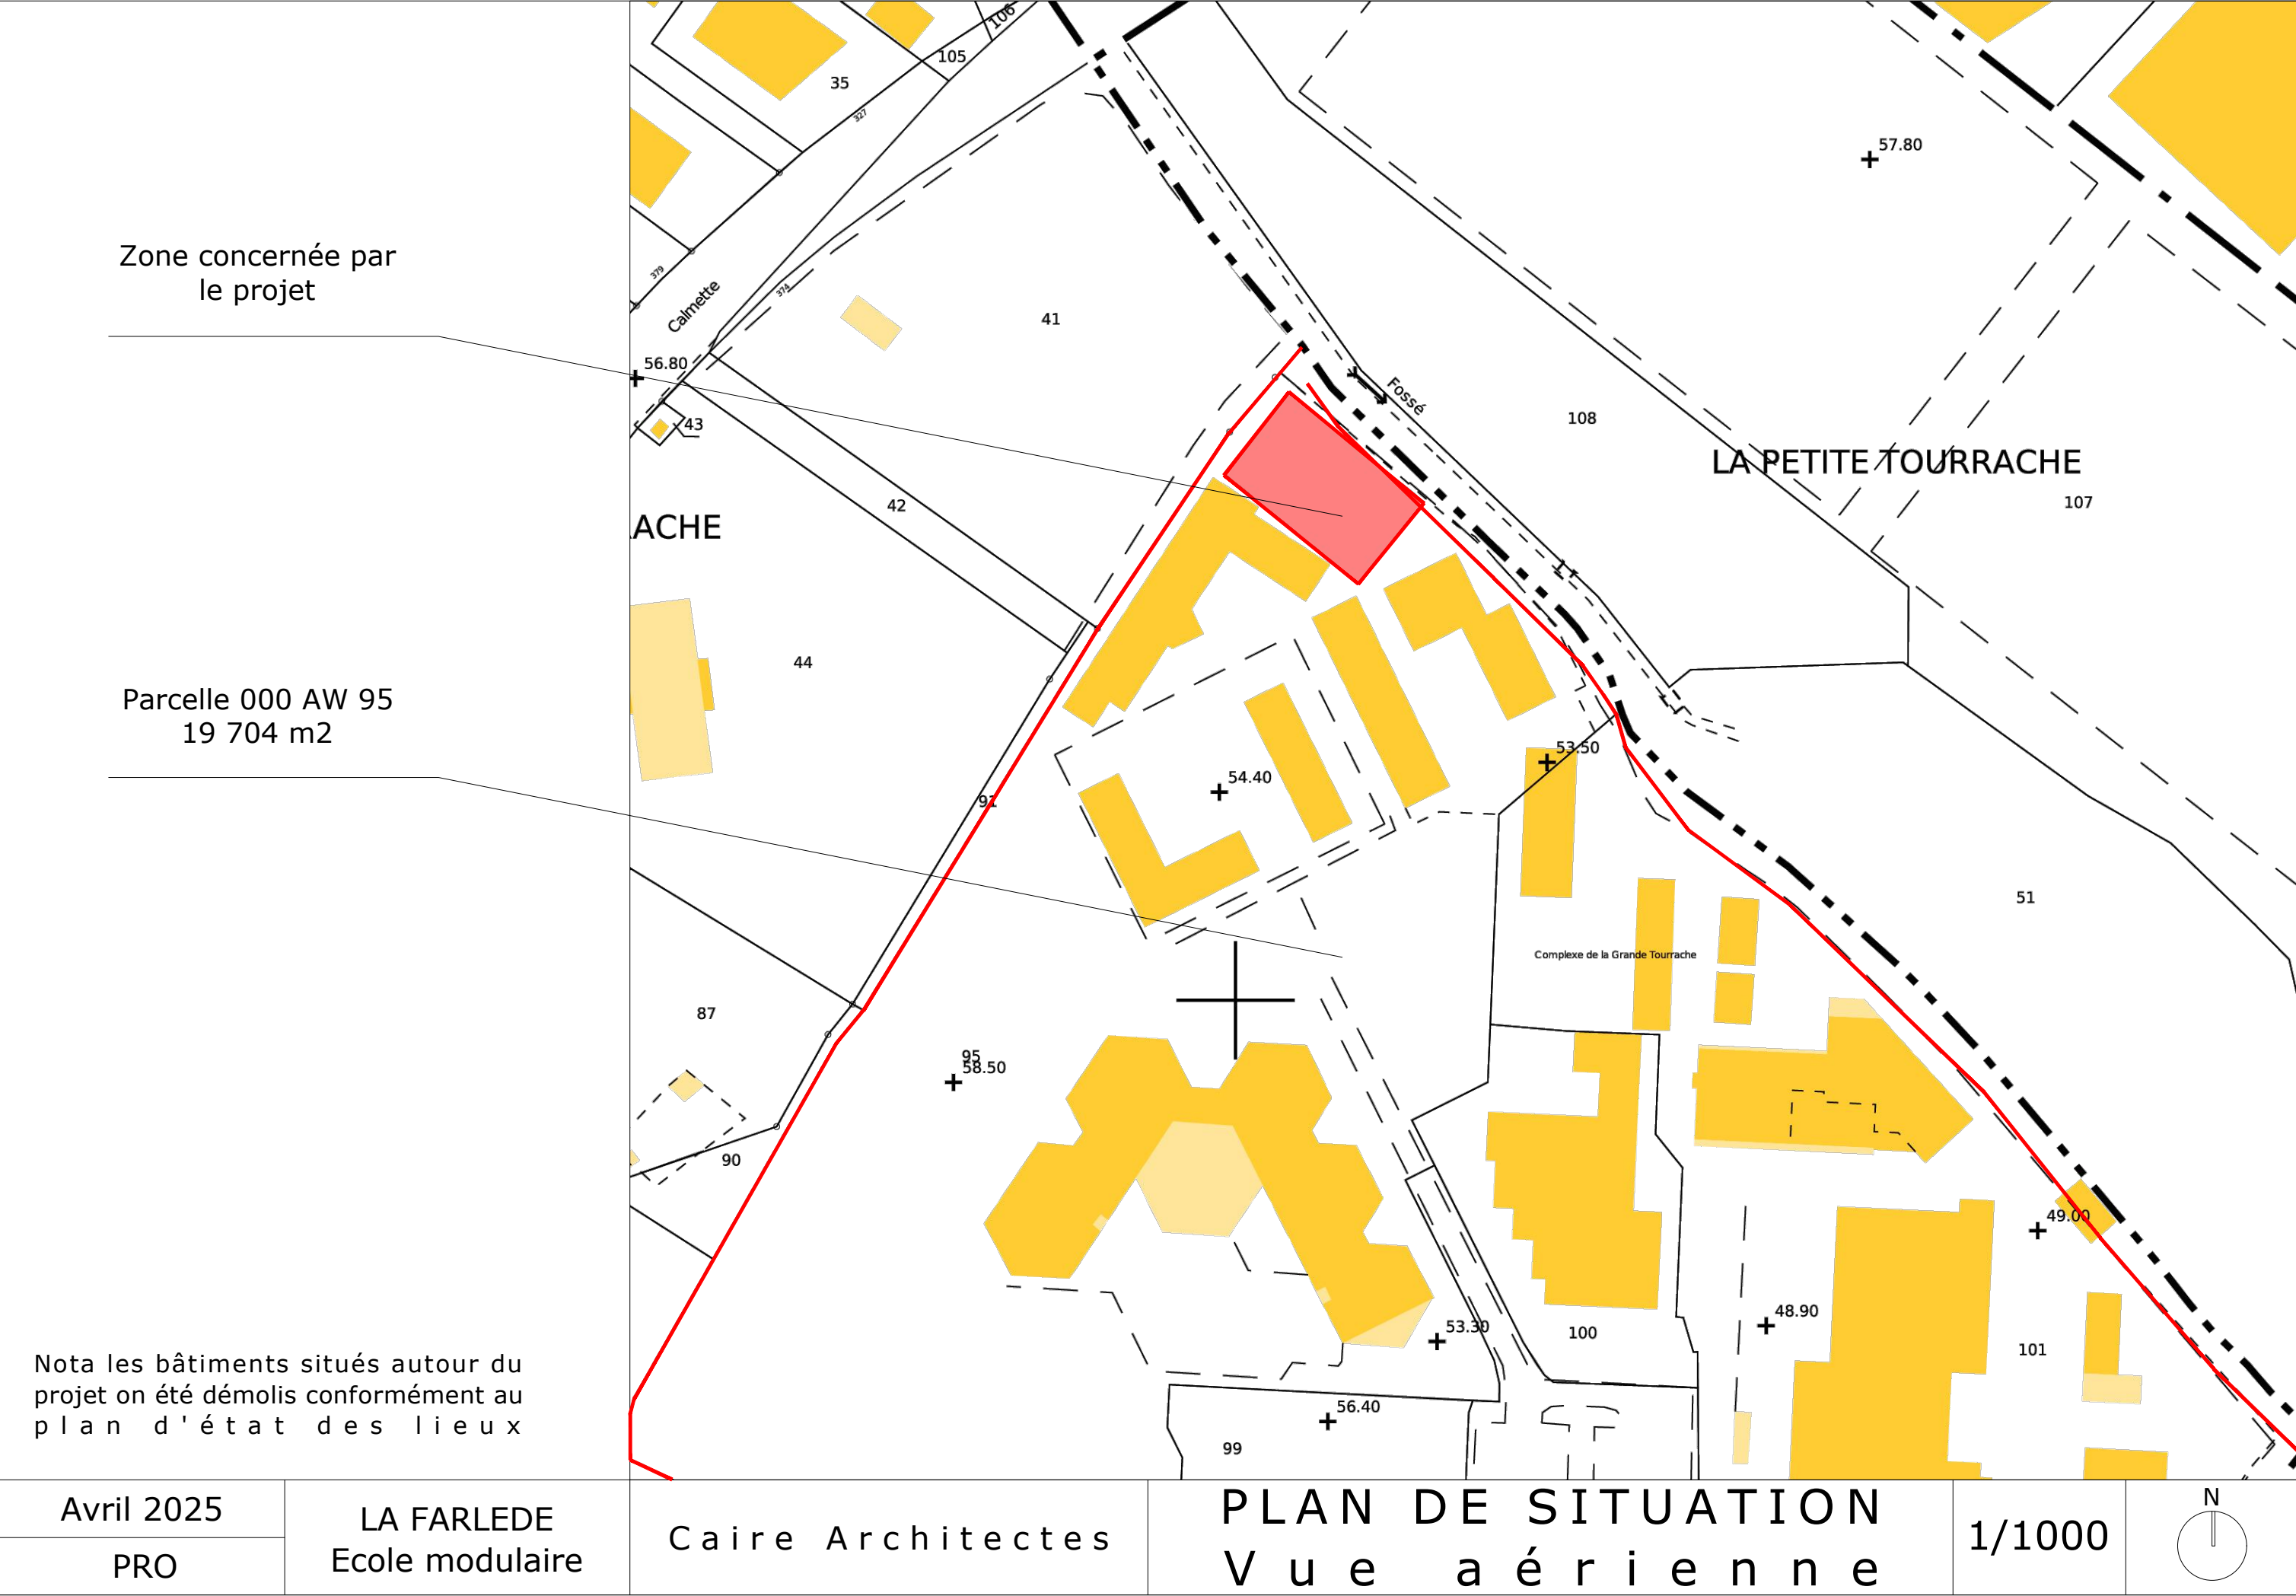 106
105
35
327
57.80
Zone concernée par
le projet
379
374
Calmette
41
56.80
Fossé
43
108
LA PETITE TOURRACHE
107
42
ACHE
44
Parcelle 000 AW 95
19 704 m2
53.50
54.40
91
51
Complexe de la Grande Tourrache
87
95
58.50
90
49.00
48.90
53.30
100
101
Nota les bâtiments situés autour du
projet on été démolis conformément au
plan d'état des lieux
56.40
99
Avril 2025
PRO
LA FARLEDE
Ecole modulaire
Caire Architectes
PLAN DE SITUATION
Vue aérienne
1/1000
N